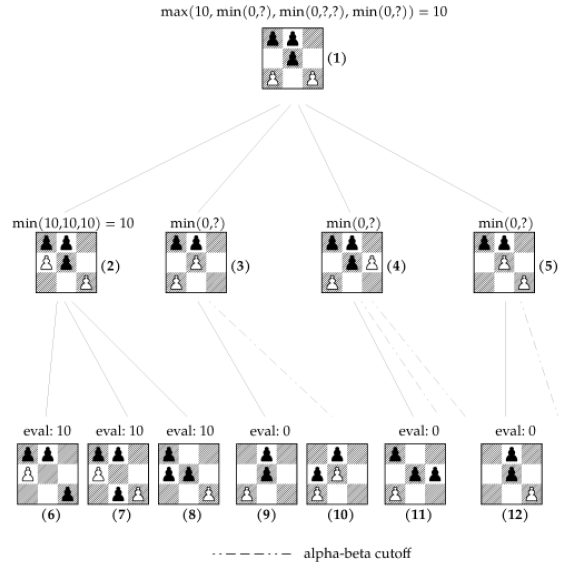 max(10, min(0,?), min(0,?,?), min(0,?)) = 10
(1)
min(10,10,10) = 10 min(0,?) min(0,?) min(0,?)
(2) (3) (4) (5)
eval: 10 eval: 10 eval: 10 eval: 0 eval: 0 eval: 0
(6) (7) (8) (9) (10) (11) (12)
alpha-beta cutoff